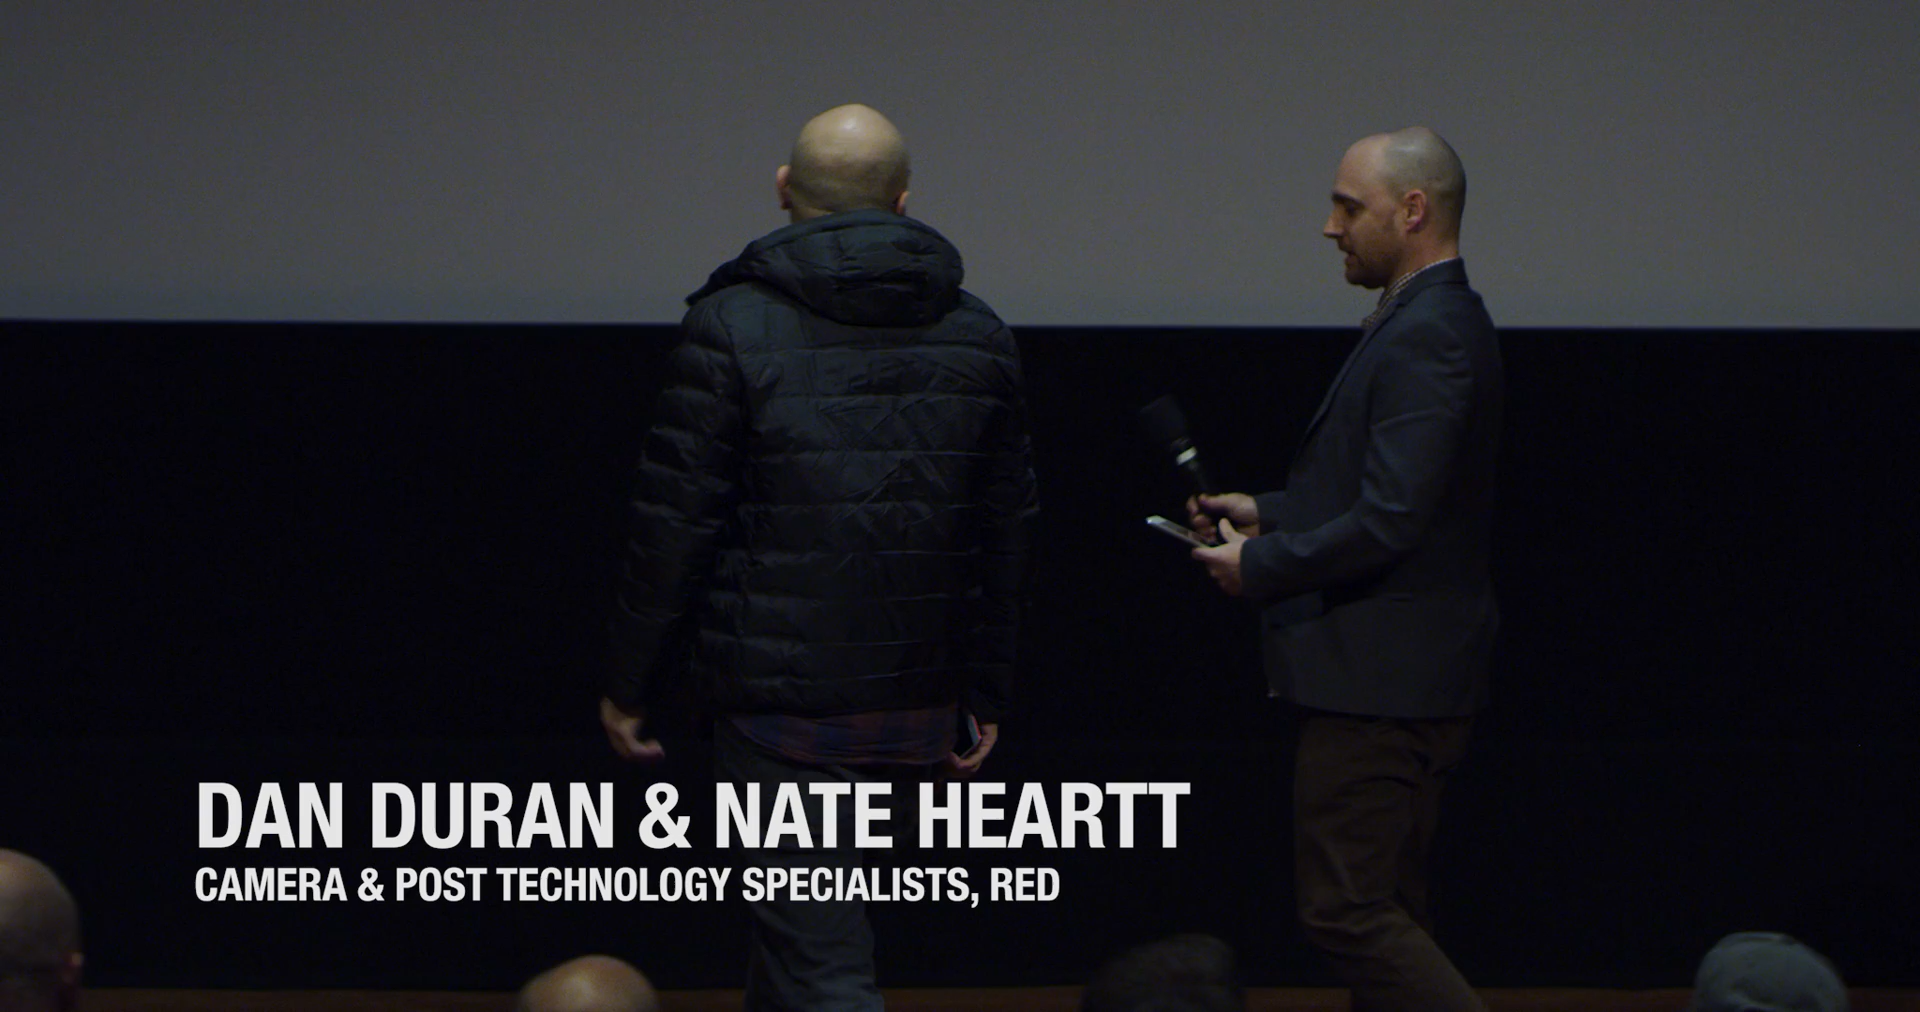 DAN DURAN & NATE HEARTT
CAMERA & POST TECHNOLOGY SPECIALISTS, RED